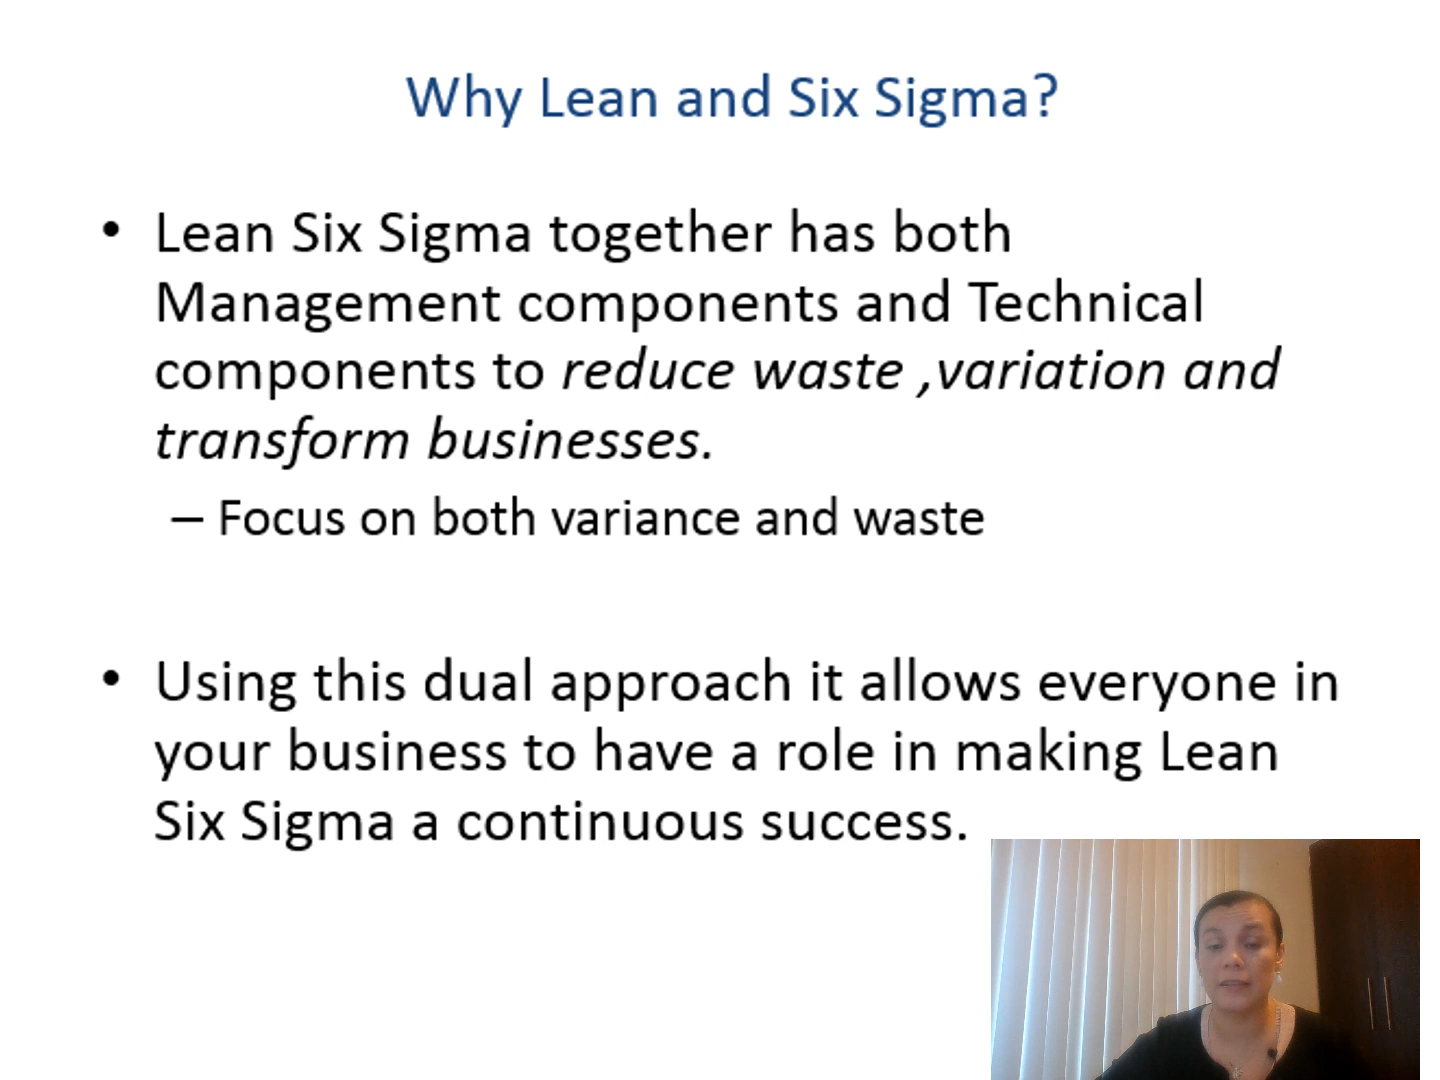 Why Lean and Six Sigma?
• Lean Six Sigma together has both
Management components and Technical
components to reduce waste ,variation and
transform businesses.
– Focus on both variance and waste
• Using this dual approach it allows everyone in
your business to have a role in making Lean
Six Sigma a continuous success.